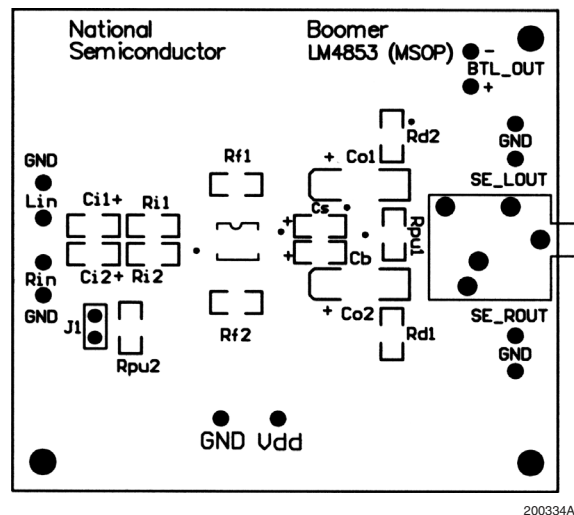 National
Semiconductor
Boomer
LM4853 (MSOP)
-
BTL_OUT
+
GND
SE_LOUT
Rd2
+ Co1
Rf1
GND
Lin
Ci1+
Ri1
Cs
+
Rpu1
+
Cb
Rin
Ci2+
Ri2
GND
J1
Rpu2
Rf2
+ Co2
Rd1
SE_ROUT
GND
GND Vdd
200334A